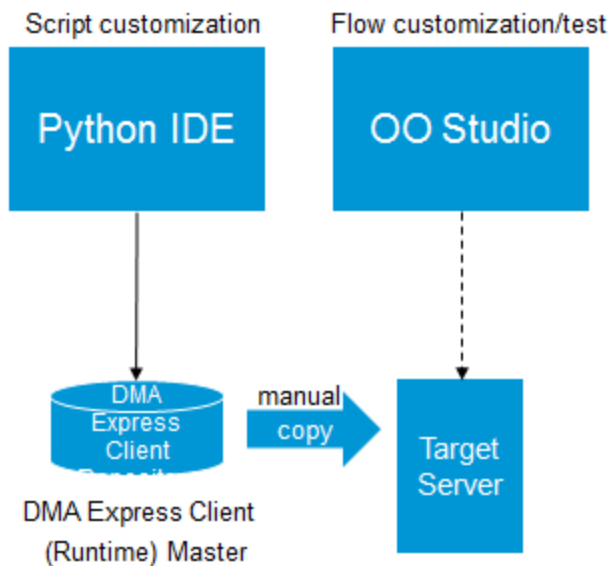 Script customization
Flow customization/test
Python IDE
OO Studio
DMA
Express
Client
manual
copy
Target
Server
DMA Express Client
(Runtime) Master